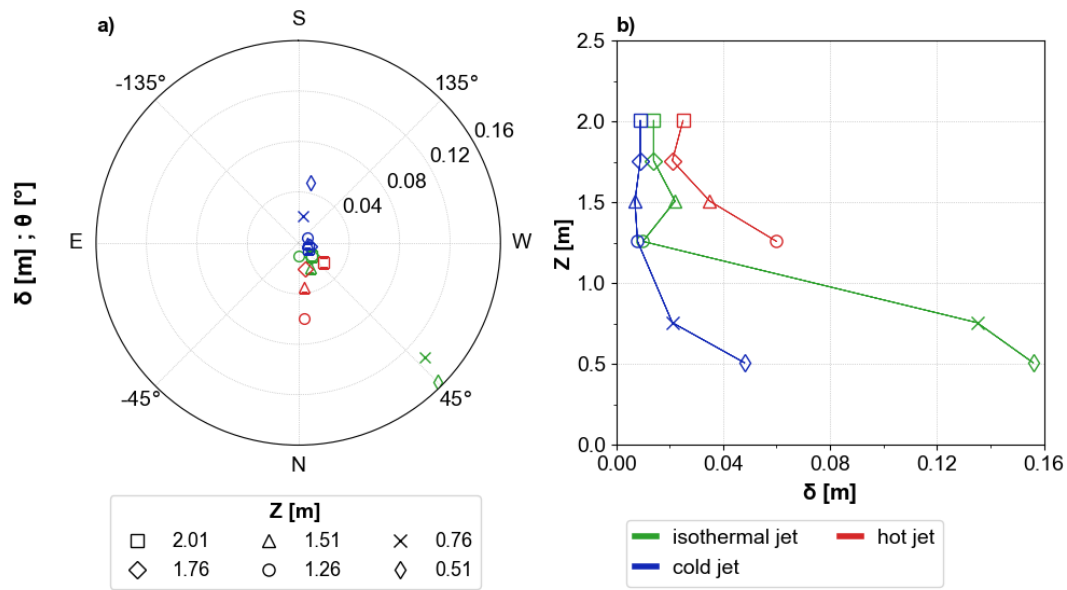 a)
S
-135°
135°
0.16
0.12
0.08
0.04
E
W
δ [m] ; θ [°]
-45°
45°
N
Z [m]
2.01
1.51
0.76
1.76
1.26
0.51
b)
2.5
2.0
1.5
1.0
0.5
0.0
Z [m]
0.00
0.04
0.08
0.12
0.16
δ [m]
isothermal jet
hot jet
cold jet